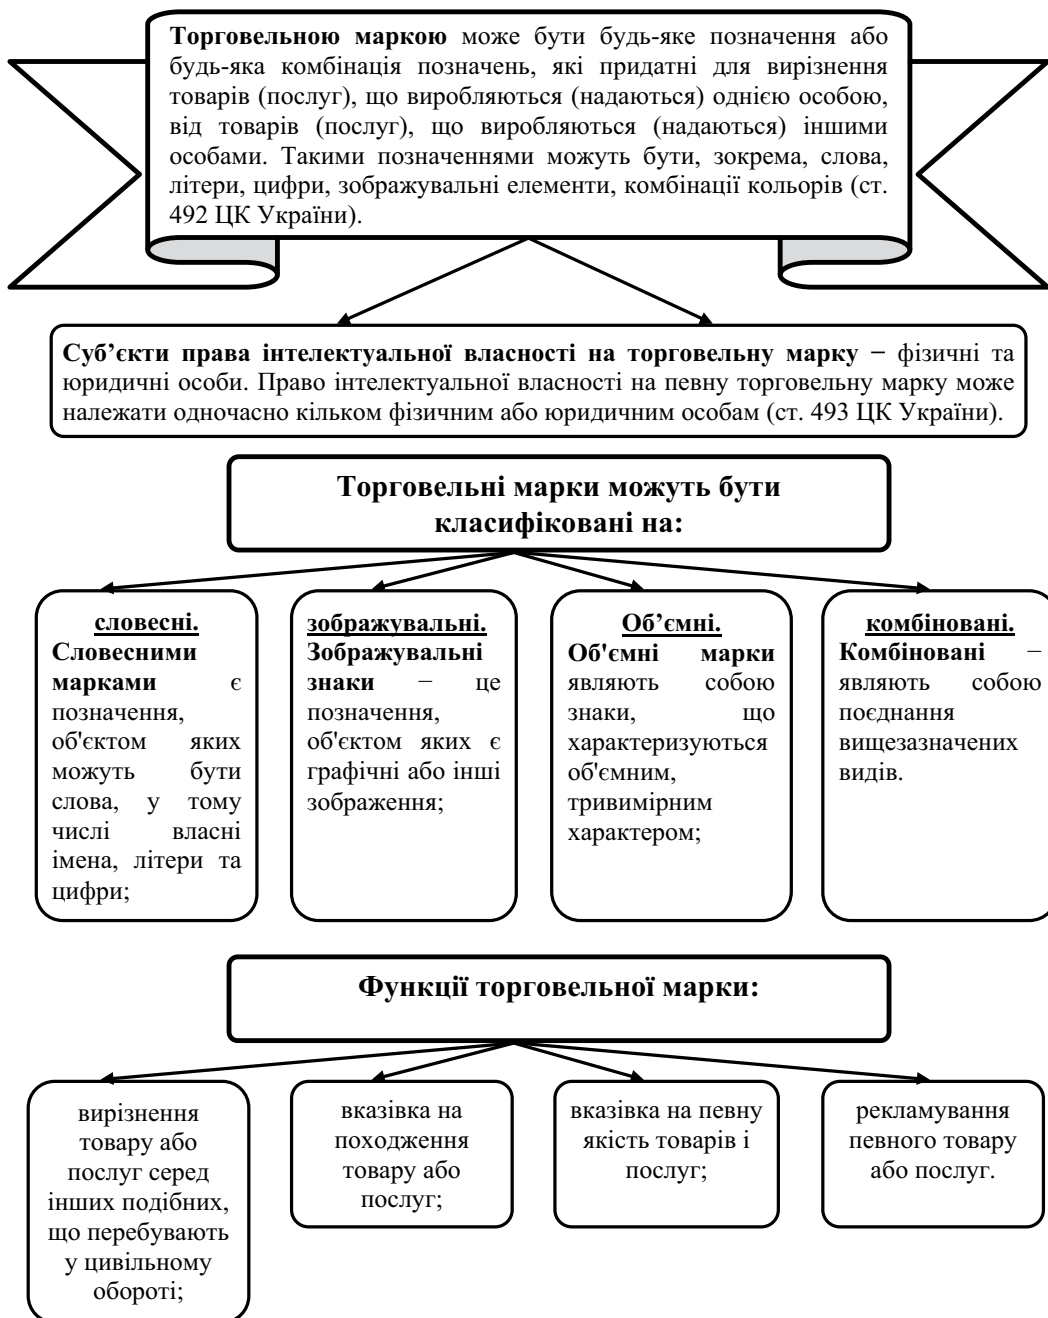 Торговельною маркою може бути будь-яке позначення або
будь-яка комбінація позначень, які придатні для вирізнення
товарів (послуг), що виробляються (надаються) однією особою,
від товарів (послуг), що виробляються (надаються) іншими
особами. Такими позначеннями можуть бути, зокрема, слова,
літери, цифри, зображувальні елементи, комбінації кольорів (ст.
492 ЦК України).
Суб’єкти права інтелектуальної власності на торговельну марку − фізичні та
юридичні особи. Право інтелектуальної власності на певну торговельну марку може
належати одночасно кільком фізичним або юридичним особам (ст. 493 ЦК України).
Торговельні марки можуть бути
класифіковані на:
словесні.
Словесними
марками є
позначення,
об'єктом яких
можуть бути
слова, у тому
числі власні
імена, літери та
цифри;
зображувальні.
Зображувальні
знаки − це
позначення,
об'єктом яких є
графічні або інші
зображення;
Об’ємні.
Об'ємні марки
являють собою
знаки, що
характеризуються
об'ємним,
тривимірним
характером;
комбіновані.
Комбіновані −
являють собою
поєднання
вищезазначених
видів.
Функції торговельної марки:
вирізнення
товару або
послуг серед
інших подібних,
що перебувають
у цивільному
обороті;
вказівка на
походження
товару або
послуг;
вказівка на певну
якість товарів і
послуг;
рекламування
певного товару
або послуг.